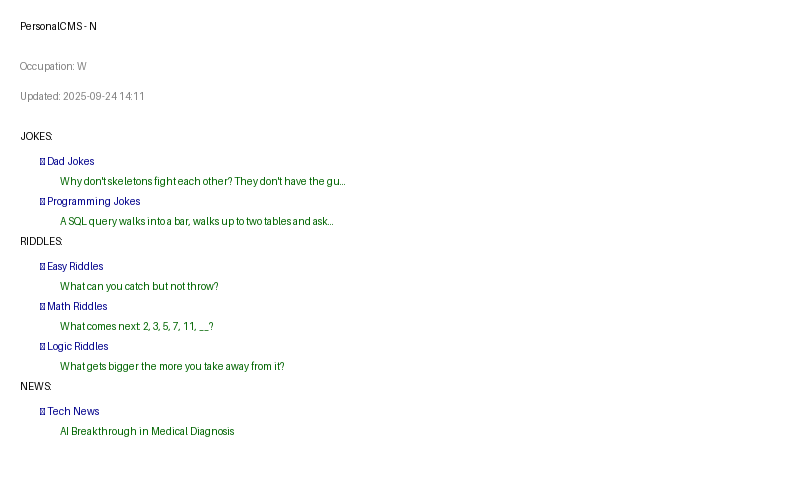 PersonalCMS - N
Occupation: W
Updated: 2025-09-24 14:11
JOKES:
Dad Jokes
Why don't skeletons fight each other? They don't have the gu...
Programming Jokes
A SQL query walks into a bar, walks up to two tables and ask...
RIDDLES:
Easy Riddles
What can you catch but not throw?
Math Riddles
What comes next: 2, 3, 5, 7, 11, __?
Logic Riddles
What gets bigger the more you take away from it?
NEWS:
Tech News
AI Breakthrough in Medical Diagnosis